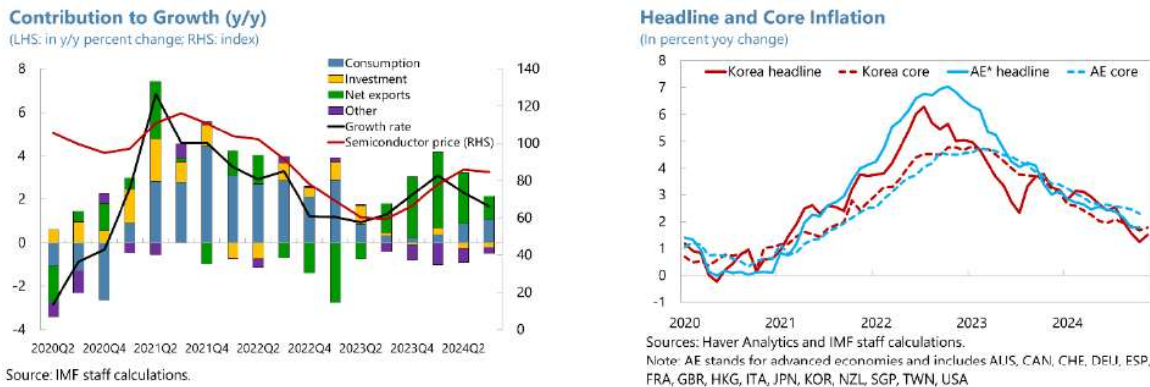 Contribution to Growth (y/y)
(LHS: in y/y percent change; RHS: index)
8
6
4
2
0
-2
-4
140
120
100
80
60
40
20
0
Consumption
Investment
Net exports
Other
Growth rate
Semiconductor price (RHS)
2020Q2 2020Q4 2021Q2 2021Q4 2022Q2 2022Q4 2023Q2 2023Q4 2024Q2
Source: IMF staff calculations.
Headline and Core Inflation
(In percent yoy change)
8
7
6
5
4
3
2
1
0
-1
Korea headline Korea core AE* headline AE core
2020 2021 2022 2023 2024
Sources: Haver Analytics and IMF staff calculations.
Note: AE stands for advanced economies and includes AUS, CAN, CHE, DEU, ESP,
FRA, GBR, HKG, ITA, JPN, KOR, NZL, SGP, TWN, USA